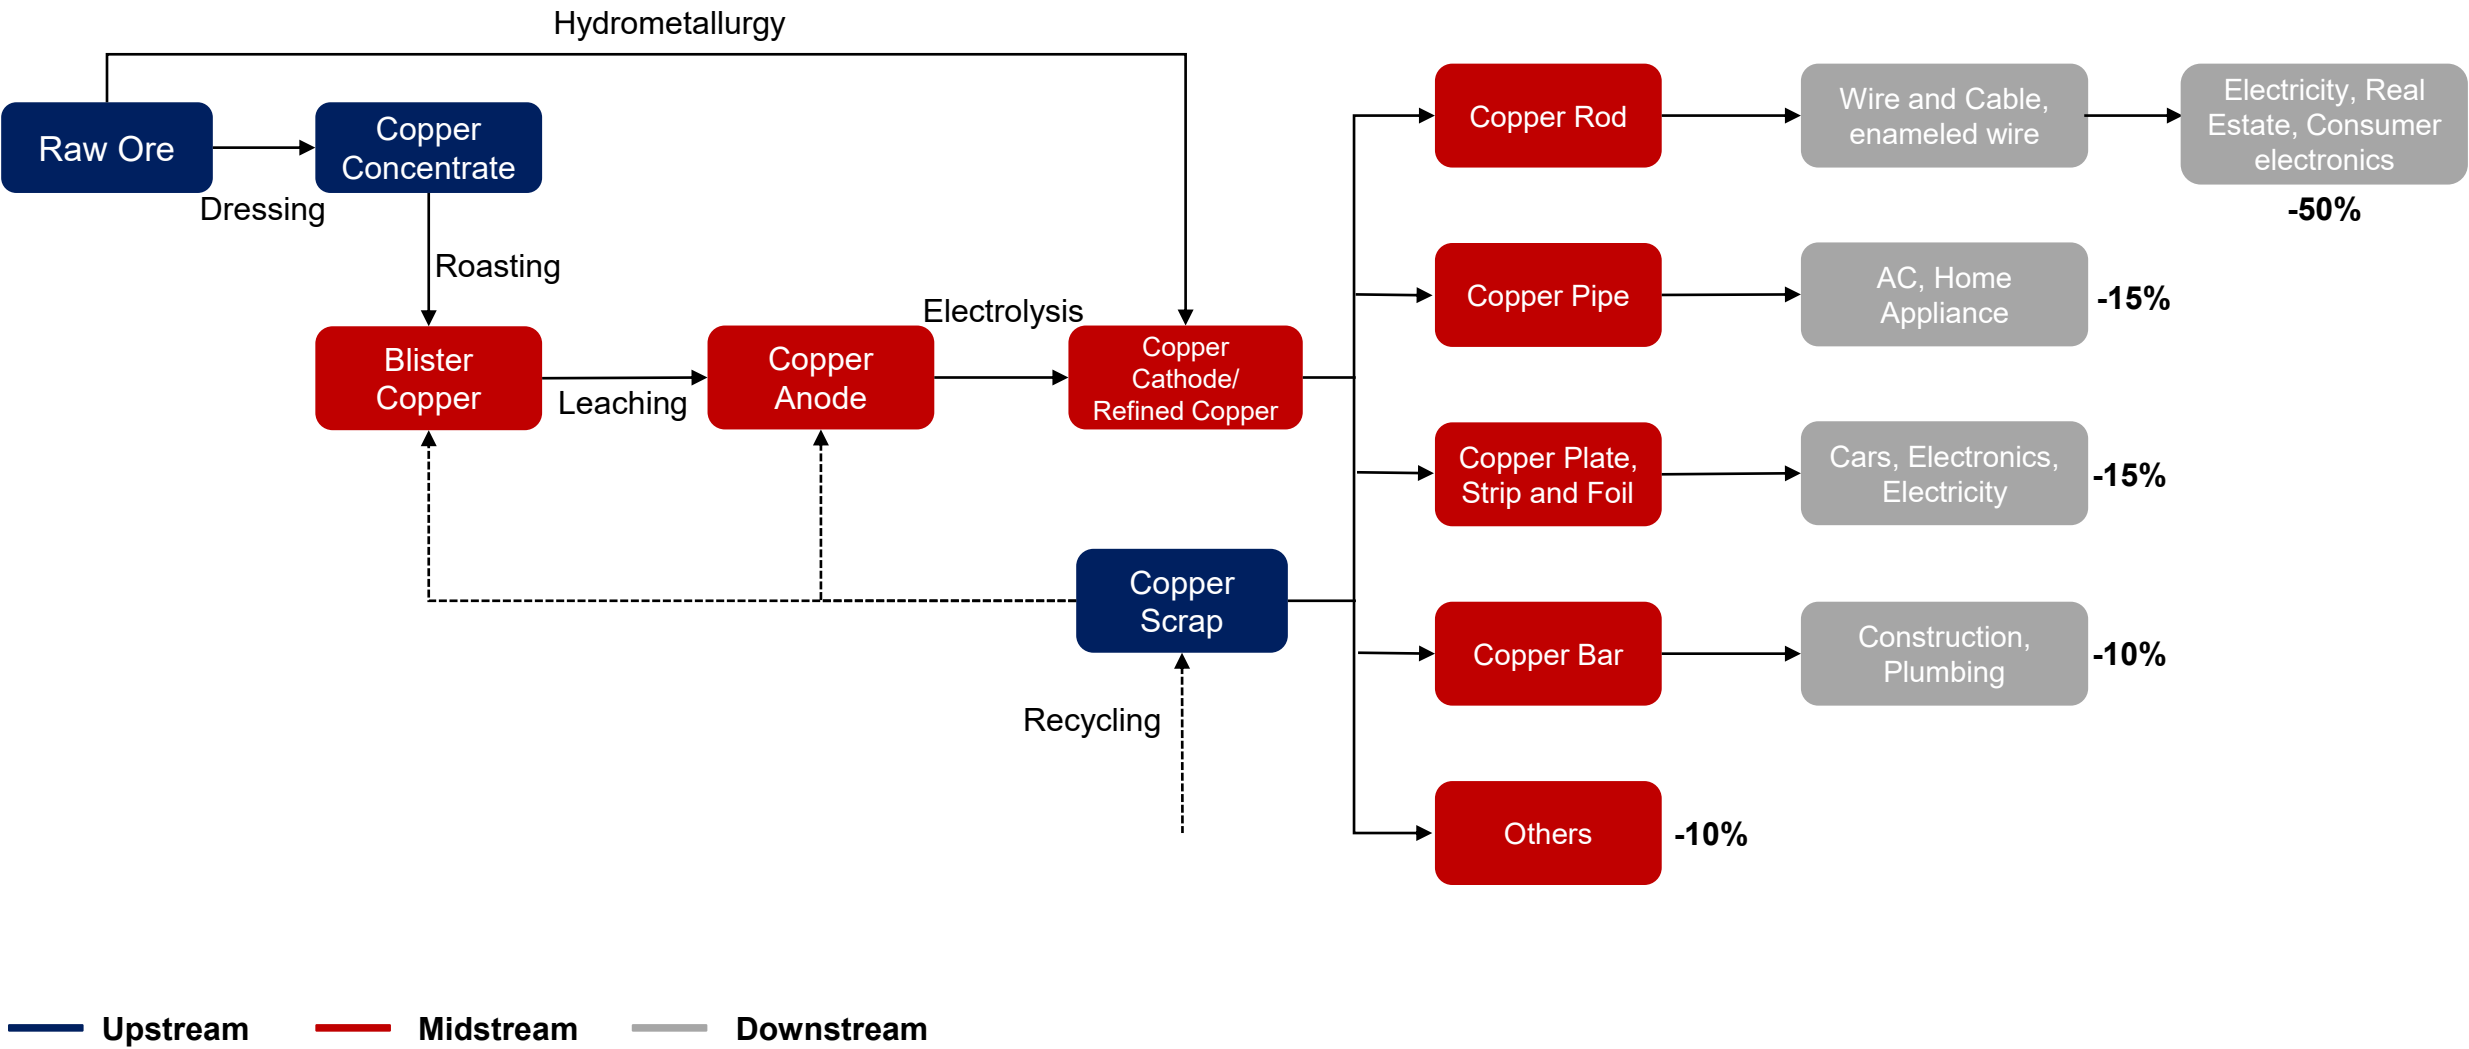 Hydrometallurgy
Raw Ore
Dressing
Copper
Concentrate
Roasting
Blister
Copper
Leaching
Copper
Anode
Electrolysis
Copper
Cathode/
Refined Copper
Copper
Scrap
Recycling
Copper Rod
Wire and Cable,
enameled wire
Electricity, Real
Estate, Consumer
electronics
-50%
Copper Pipe
AC, Home
Appliance
-15%
Copper Plate,
Strip and Foil
Cars, Electronics,
Electricity
-15%
Copper Bar
Construction,
Plumbing
-10%
Others
-10%
Upstream
Midstream
Downstream